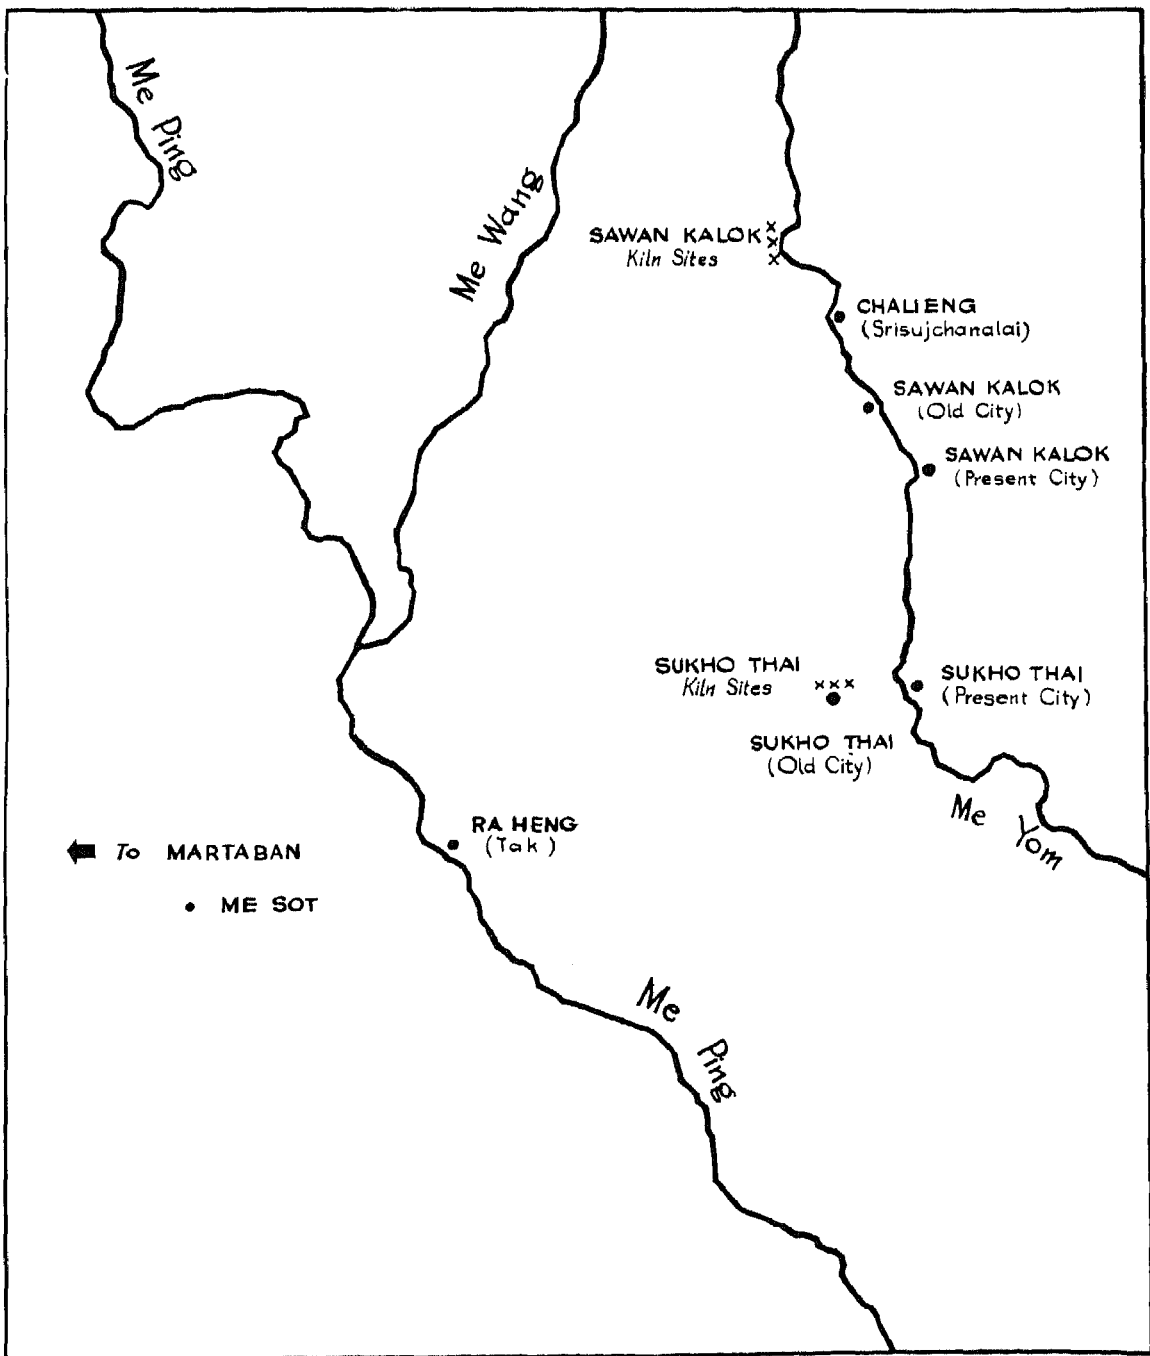 Me Ping
Me Wang
SAWAN KALOK xxx
Kiln Sites
CHALIENG
(Srisujchanalai)
SAWAN KALOK
(Old City)
SAWAN KALOK
(Present City)
SUKHO THAI
Kiln Sites xxx
SUKHO THAI
(Present City)
SUKHO THAI
(Old City)
Me Yom
RA HENG
(Tak)
To MARTABAN
ME SOT
Me Ping